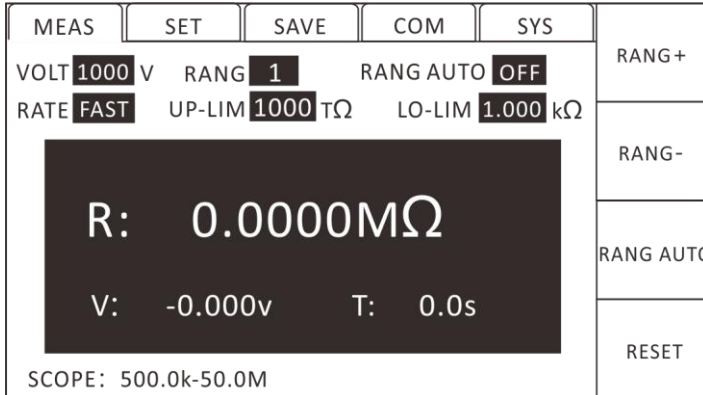 MEAS SET SAVE COM SYS
RANG+
VOLT 1000 V RANG 1 RANG AUTO OFF
RATE FAST UP-LIM 1000 TΩ LO-LIM 1.000 kΩ
RANG-
R: 0.0000MΩ
RANG AUTO
V: -0.000v T: 0.0s
RESET
SCOPE: 500.0k-50.0M